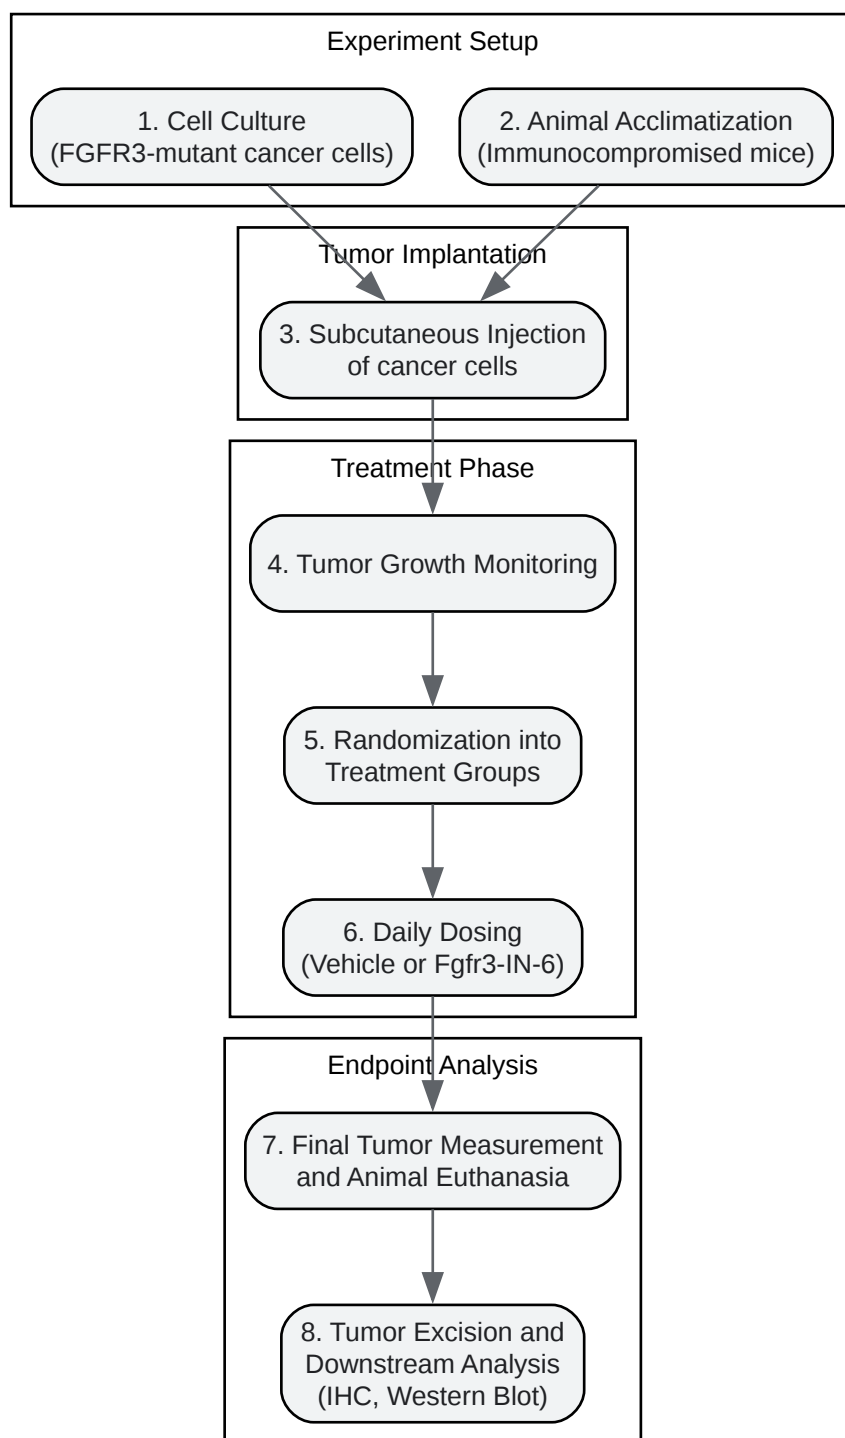 Experiment Setup
1. Cell Culture
(FGFR3-mutant cancer cells)
2. Animal Acclimatization
(Immunocompromised mice)
Tumor Implantation
3. Subcutaneous Injection
of cancer cells
Treatment Phase
4. Tumor Growth Monitoring
5. Randomization into
Treatment Groups
6. Daily Dosing
(Vehicle or Fgfr3-IN-6)
Endpoint Analysis
7. Final Tumor Measurement
and Animal Euthanasia
8. Tumor Excision and
Downstream Analysis
(IHC, Western Blot)